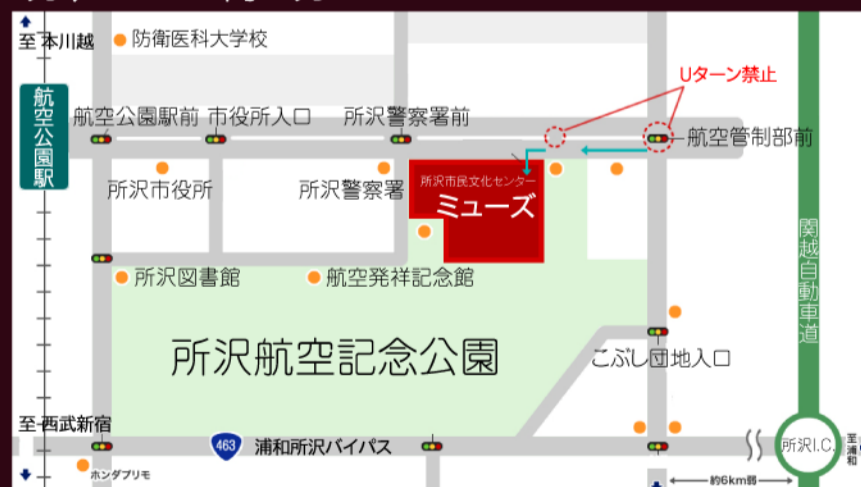 至 本川越
防衛医科大学校
Uターン禁止
航空公園駅
航空公園駅前
市役所入口
所沢警察署前
航空管制部前
所沢市役所
所沢警察署
所沢市民文化センター
ミューズ
関越自動車道
所沢図書館
航空発祥記念館
所沢航空記念公園
こぶし団地入口
至 西武新宿
463
浦和所沢バイパス
所沢I.C.
至浦和
ホンダプリモ
約6km弱